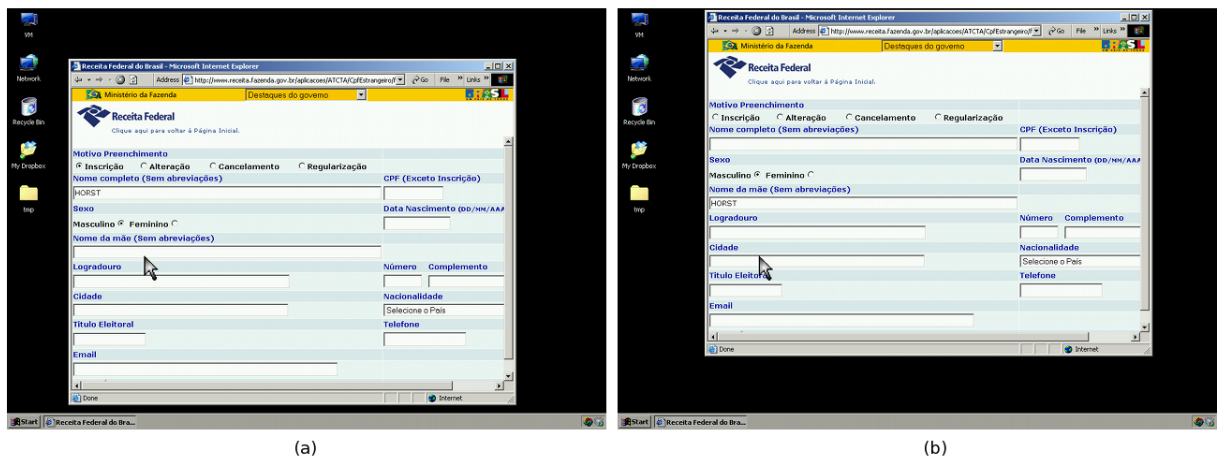 VM
Network
Recycle Bin
My Dropbox
tmp
Receita Federal do Brasil - Microsoft Internet Explorer
Address http://www.receita.fazenda.gov.br/aplicacoes/ATCTA/CpfEstrangeiro/f Go File » Links »
Ministério da Fazenda Destaques do governo BRASIL
Receita Federal
Clique aqui para voltar à Página Inicial.
Motivo Preenchimento
Inscrição Alteração Cancelamento Regularização
Nome completo (Sem abreviações) CPF (Exceto Inscrição)
HORST
Sexo Data Nascimento (DD/MM/AAA
Masculino Feminino
Nome da mãe (Sem abreviações)
Logradouro Número Complemento
Cidade Nacionalidade
Selecione o País
Titulo Eleitoral Telefone
Email
Done Internet
Start Receita Federal do Bra...
(a)
VM
Network
Recycle Bin
My Dropbox
tmp
Receita Federal do Brasil - Microsoft Internet Explorer
Address http://www.receita.fazenda.gov.br/aplicacoes/ATCTA/CpfEstrangeiro/f Go File » Links »
Ministério da Fazenda Destaques do governo BRASIL
Receita Federal
Clique aqui para voltar à Página Inicial.
Motivo Preenchimento
Inscrição Alteração Cancelamento Regularização
Nome completo (Sem abreviações) CPF (Exceto Inscrição)
Sexo Data Nascimento (DD/MM/AAA
Masculino Feminino
Nome da mãe (Sem abreviações)
HORST
Logradouro Número Complemento
Cidade Nacionalidade
Selecione o País
Titulo Eleitoral Telefone
Email
Done Internet
Start Receita Federal do Bra...
(b)